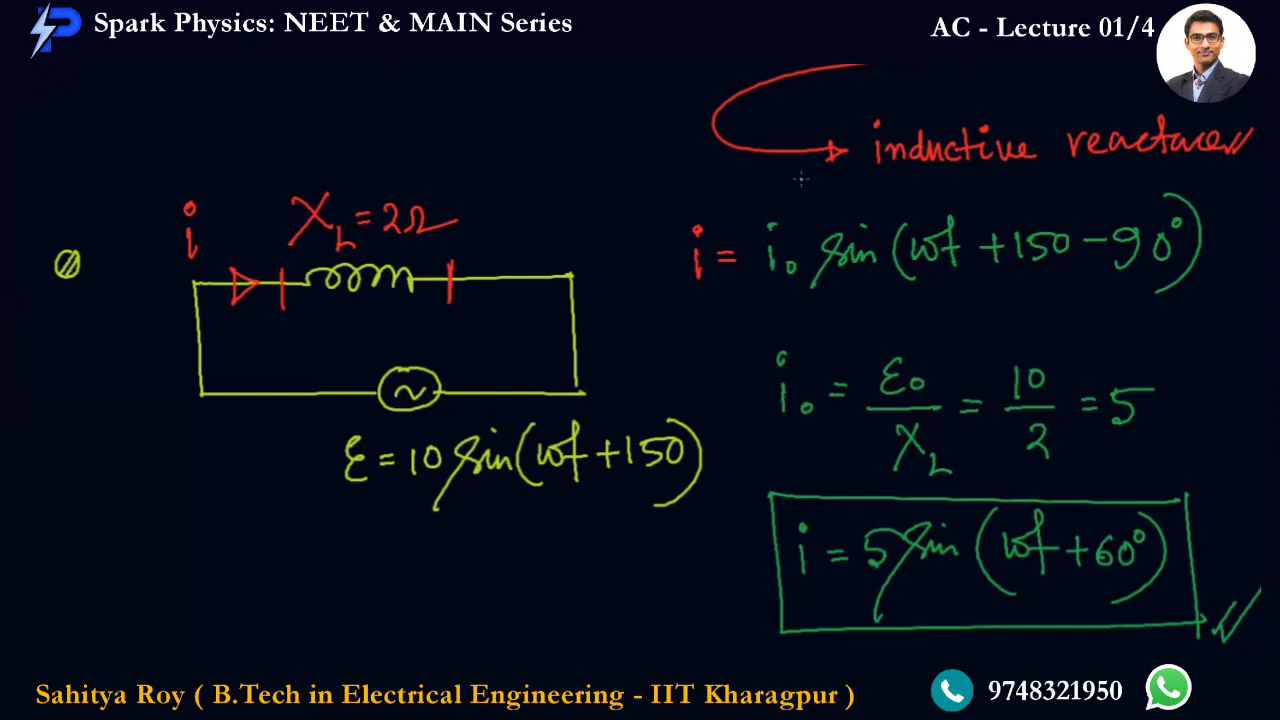 Spark Physics: NEET & MAIN Series
AC - Lecture 01/4
inductive reactance
i
X_L = 2Ω
i = i₀ sin(ωt + 150 - 90°)
i₀ = ε₀ / X_L = 10 / 2 = 5
ε = 10 sin(ωt + 150)
i = 5 sin(ωt + 60°)
Sahitya Roy ( B.Tech in Electrical Engineering - IIT Kharagpur )
9748321950